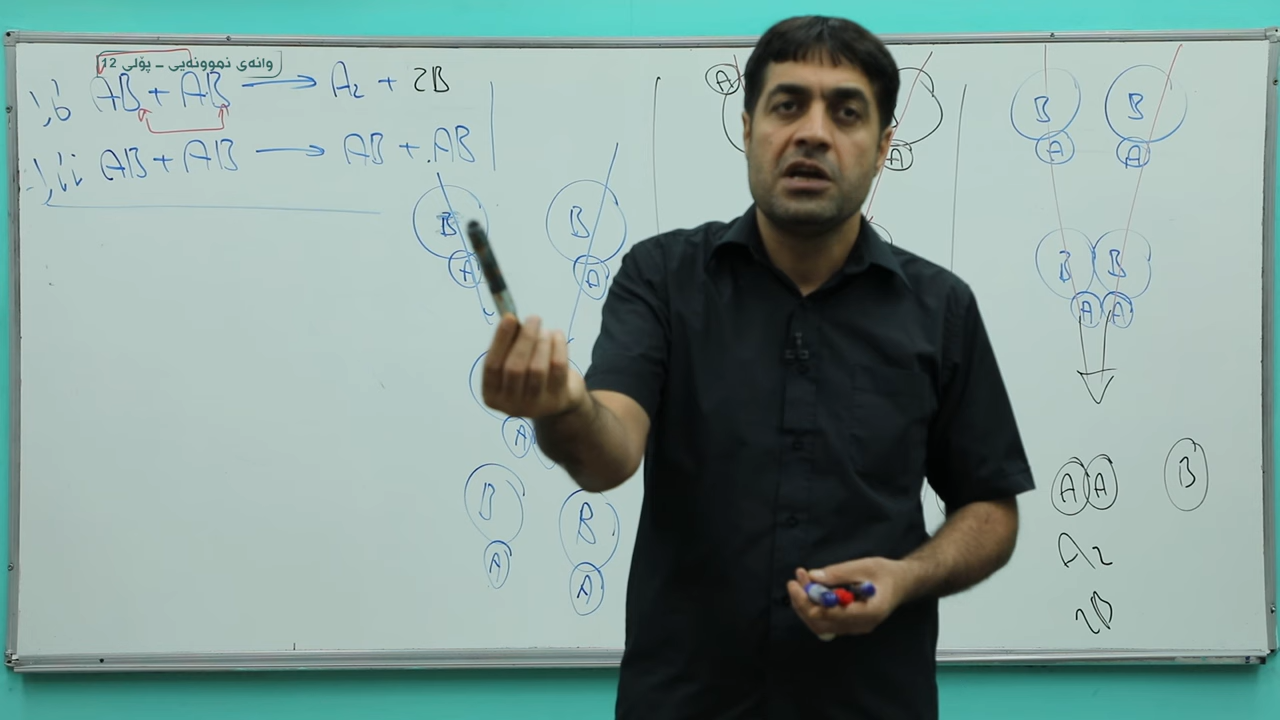 وانەی نموونەیی – پۆلی 12
AB + AB → A₂ + 2B
AB + AB → AB + AB
B B
A A
A
B B
A A
A
A
B B
A A
B B
A A
A A B
A₂
2B